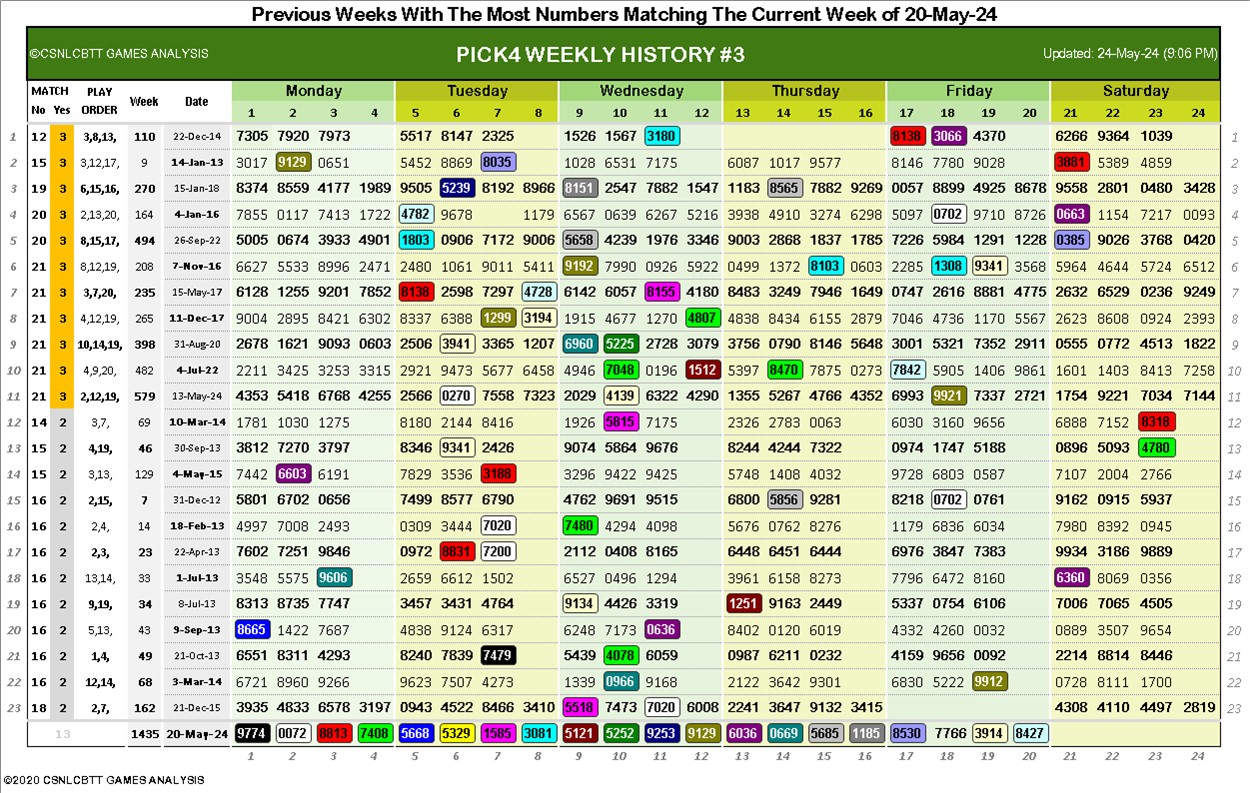 Previous Weeks With The Most Numbers Matching The Current Week of 20-May-24
©CSNLCBTT GAMES ANALYSIS PICK4 WEEKLY HISTORY #3 Updated: 24-May-24 (9:06 PM)
MATCH PLAY Week Date Monday Tuesday Wednesday Thursday Friday Saturday
No Yes ORDER 1 2 3 4 5 6 7 8 9 10 11 12 13 14 15 16 17 18 19 20 21 22 23 24
1 12 3 3,8,13, 110 22-Dec-14 7305 7920 7973 5517 8147 2325 1526 1567 3180 8138 3066 4370 6266 9364 1039 1
2 15 3 3,12,17, 9 14-Jan-13 3017 9129 0651 5452 8869 8035 1028 6531 7175 6087 1017 9577 8146 7780 9028 3881 5389 4859 2
3 19 3 6,15,16, 270 15-Jan-18 8374 8559 4177 1989 9505 5239 8192 8966 8151 2547 7882 1547 1183 8565 7882 9269 0057 8899 4925 8678 9558 2801 0480 3428 3
4 20 3 2,13,20, 164 4-Jan-16 7855 0117 7413 1722 4782 9678 1179 6567 0639 6267 5216 3938 4910 3274 6298 5097 0702 9710 8726 0663 1154 7217 0093 4
5 20 3 8,15,17, 494 26-Sep-22 5005 0674 3933 4901 1803 0906 7172 9006 5658 4239 1976 3346 9003 2868 1837 1785 7226 5984 1291 1228 0385 9026 3768 0420 5
6 21 3 8,12,19, 208 7-Nov-16 6627 5533 8996 2471 2480 1061 9011 5411 9192 7990 0926 5922 0499 1372 8103 0603 2285 1308 9341 3568 5964 4644 5724 6512 6
7 21 3 3,7,20, 235 15-May-17 6128 1255 9201 7852 8138 2598 7297 4728 6142 6057 8155 4180 8483 3249 7946 1649 0747 2616 8881 4775 2632 6529 0236 9249 7
8 21 3 4,12,19, 265 11-Dec-17 9004 2895 8421 6302 8337 6388 1299 3194 1915 4677 1270 4807 4838 8434 6155 2879 7046 4736 1170 5567 2623 8608 0924 2393 8
9 21 3 10,14,19, 398 31-Aug-20 2678 1621 9093 0603 2506 3941 3365 1207 6960 5225 2728 3079 3756 0790 8146 5648 3001 5321 7352 2911 0555 0772 4513 1822 9
10 21 3 4,9,20, 482 4-Jul-22 2211 3425 3253 3315 2921 9473 5677 6458 4946 7048 0196 1512 5397 8470 7875 0273 7842 5905 1406 9861 1601 1403 8413 7258 10
11 21 3 2,12,19, 579 13-May-24 4353 5418 6768 4255 2566 0270 7558 7323 2029 4139 6322 4290 1355 5267 4766 4352 6993 9921 7337 2721 1754 9221 7034 7144 11
12 14 2 3,7, 69 10-Mar-14 1781 1030 1275 8180 2144 8416 1926 5815 7175 2326 2783 0063 6030 3160 9656 6888 7152 8318 12
13 15 2 4,19, 46 30-Sep-13 3812 7270 3797 8346 9341 2426 9074 5864 9676 8244 4244 7322 0974 1747 5188 0896 5093 4780 13
14 15 2 3,13, 129 4-May-15 7442 6603 6191 7829 3536 3188 3296 9422 9425 5748 1408 4032 9728 6803 0587 7107 2004 2766 14
15 16 2 2,15, 7 31-Dec-12 5801 6702 0656 7499 8577 6790 4762 9691 9515 6800 5856 9281 8218 0702 0761 9162 0915 5937 15
16 16 2 2,4, 14 18-Feb-13 4997 7008 2493 0309 3444 7020 7480 4294 4098 5676 0762 8276 1179 6836 6034 7980 8392 0945 16
17 16 2 2,3, 23 22-Apr-13 7602 7251 9846 0972 8831 7200 2112 0408 8165 6448 6451 6444 6976 3847 7383 9934 3186 9889 17
18 16 2 13,14, 33 1-Jul-13 3548 5575 9606 2659 6612 1502 6527 0496 1294 3961 6158 8273 7796 6472 8160 6360 8069 0356 18
19 16 2 9,19, 34 8-Jul-13 8313 8735 7747 3457 3431 4764 9134 4426 3319 1251 9163 2449 5337 0754 6106 7006 7065 4505 19
20 16 2 5,13, 43 9-Sep-13 8665 1422 7687 4838 9124 6317 6248 7173 0636 8402 0120 6019 4332 4260 0032 0889 3507 9654 20
21 16 2 1,4, 49 21-Oct-13 6551 8311 4293 8240 7839 7479 5439 4078 6059 0987 6211 0232 4159 9656 0092 2214 8814 8446 21
22 16 2 12,14, 68 3-Mar-14 6721 8960 9266 9623 7507 4273 1339 0966 9168 2122 3642 9301 6830 5222 9912 0728 8111 1700 22
23 18 2 2,7, 162 21-Dec-15 3935 4833 6578 3197 0943 4522 8466 3410 5518 7473 7020 6008 2241 3647 9132 3415 4308 4110 4497 2819 23
13 1435 20-May-24 9774 0072 8813 7408 5668 5329 1585 3081 5121 5252 9253 9129 6036 0669 5685 1185 8530 7766 3914 8427
1 2 3 4 5 6 7 8 9 10 11 12 13 14 15 16 17 18 19 20 21 22 23 24
©2020 CSNLCBTT GAMES ANALYSIS